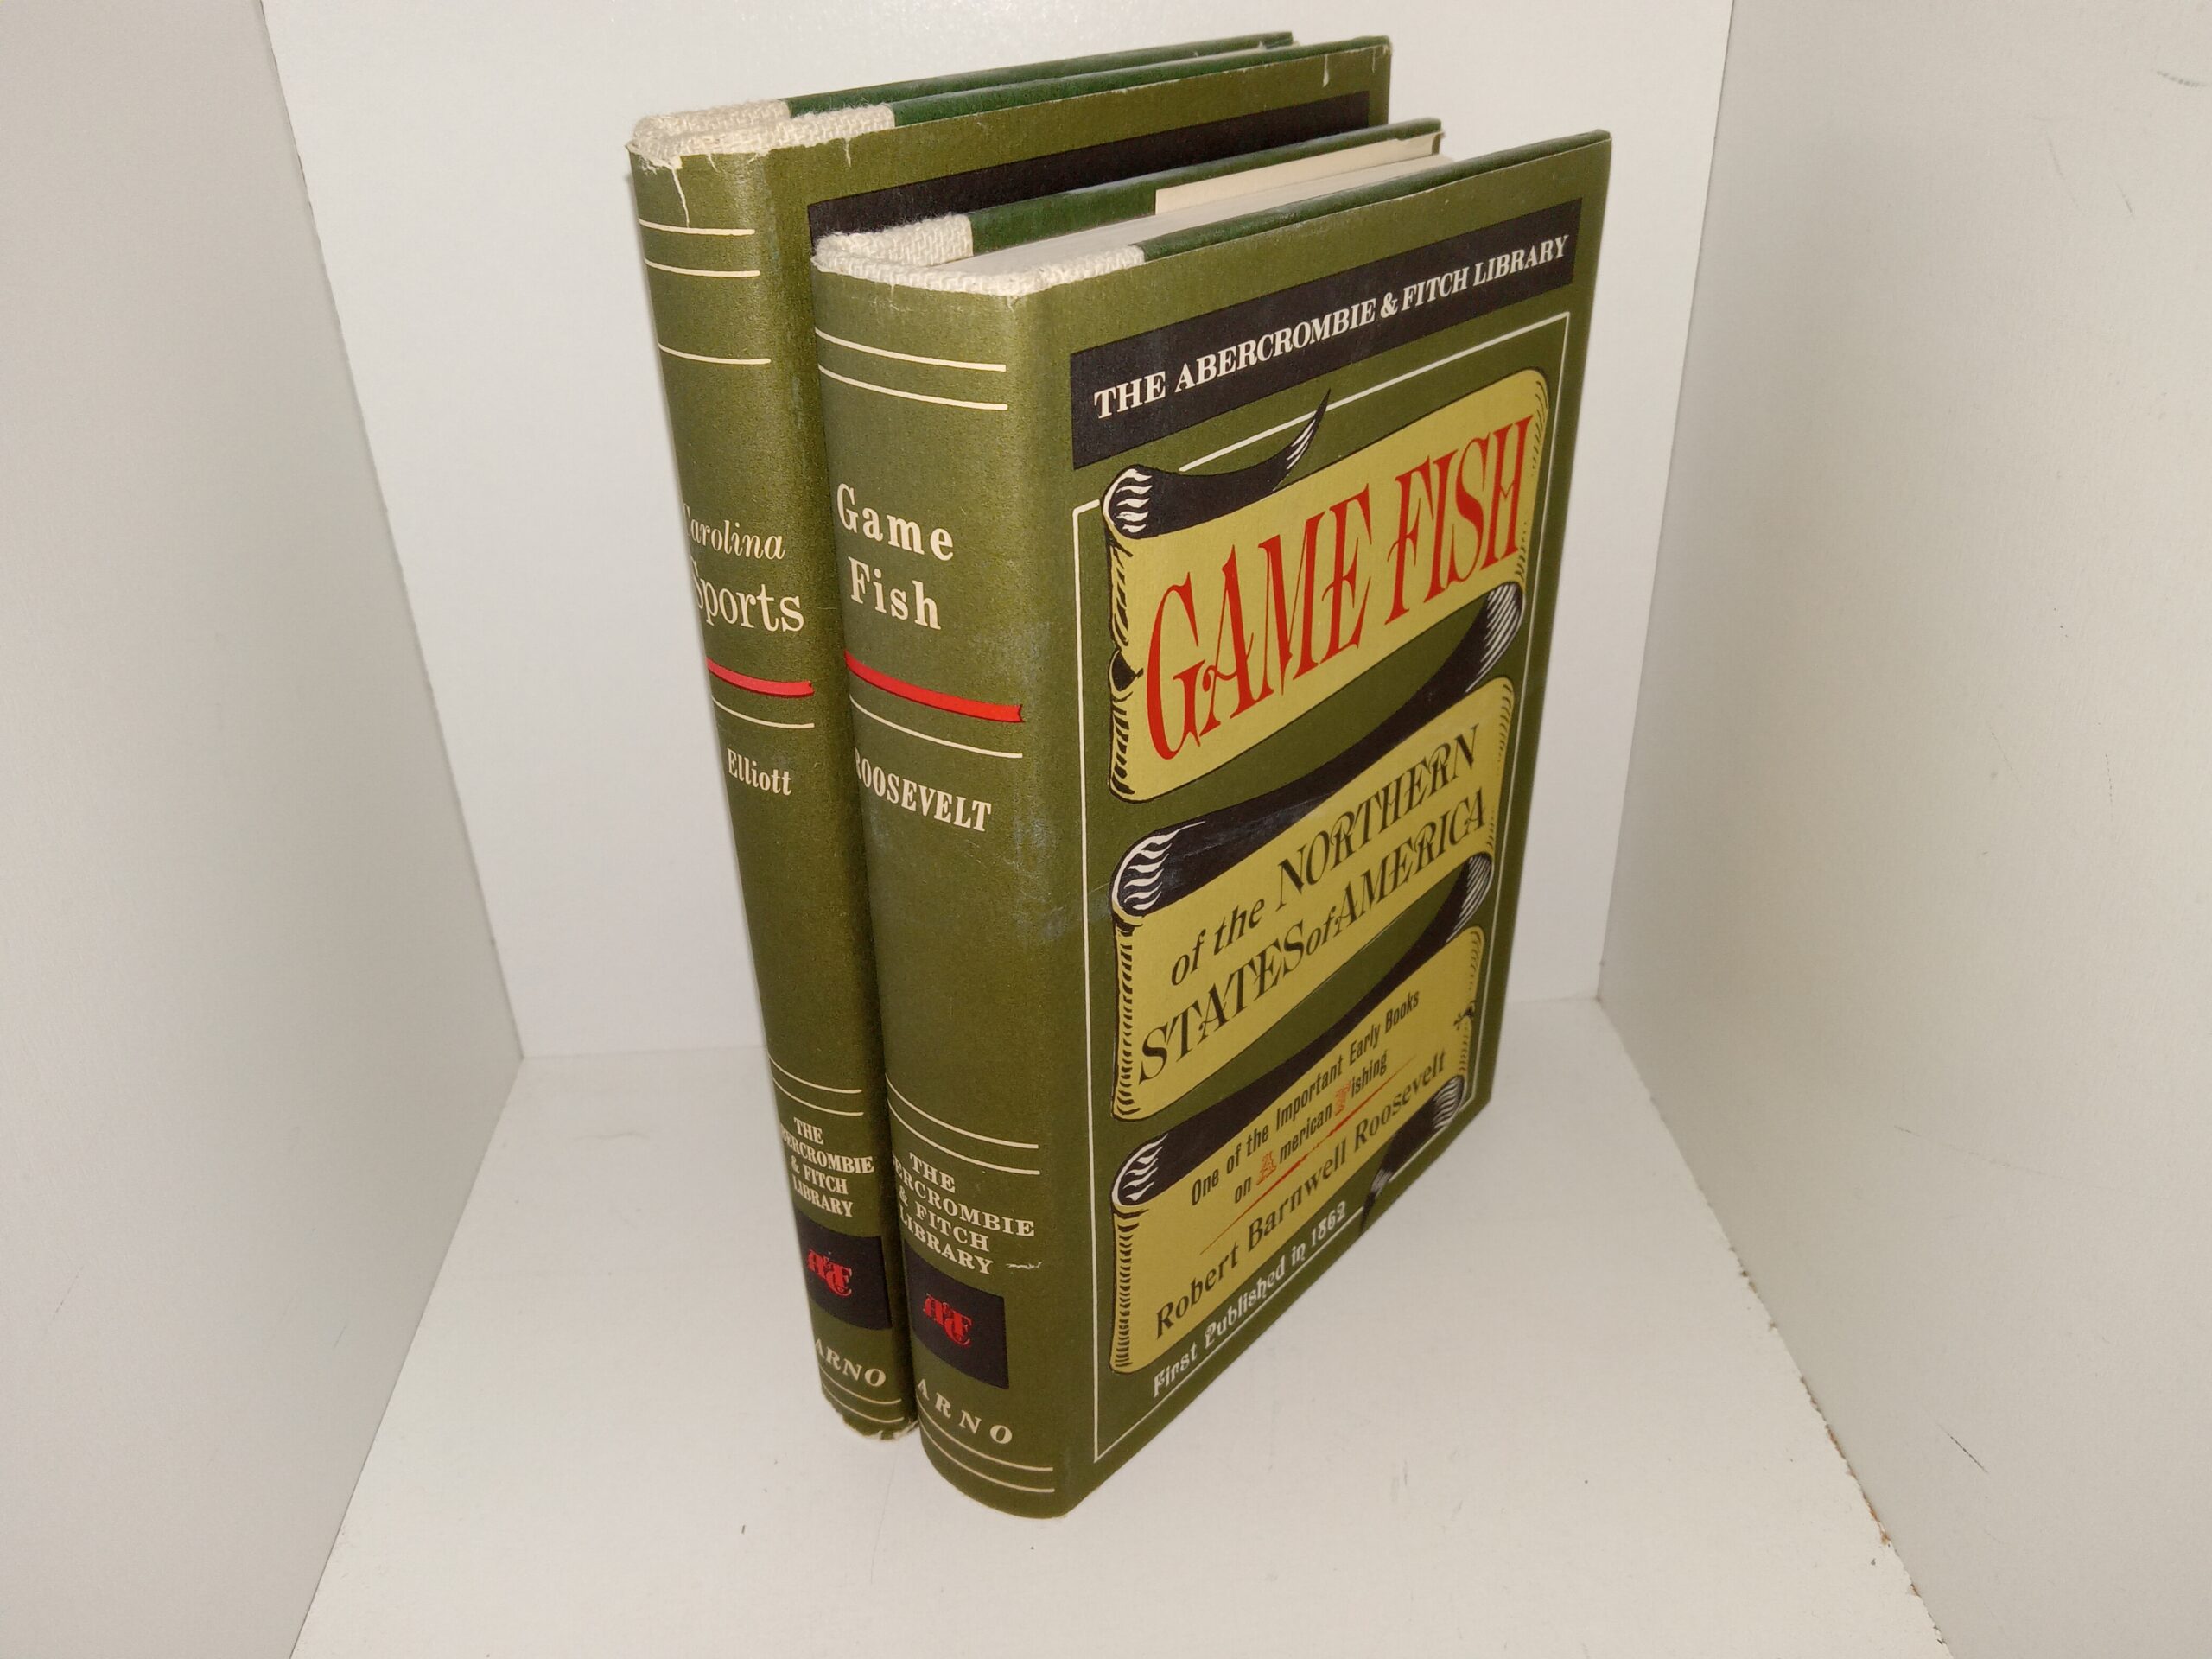 Carolina
Sports
Elliott
THE
ABERCROMBIE
& FITCH
LIBRARY
A&F
ARNO
Game
Fish
ROOSEVELT
THE
ABERCROMBIE
& FITCH
LIBRARY
A&F
ARNO
THE ABERCROMBIE & FITCH LIBRARY
GAME FISH
of the NORTHERN
STATES of AMERICA
One of the Important Early Books
on American Fishing
Robert Barnwell Roosevelt
First Published in 1862